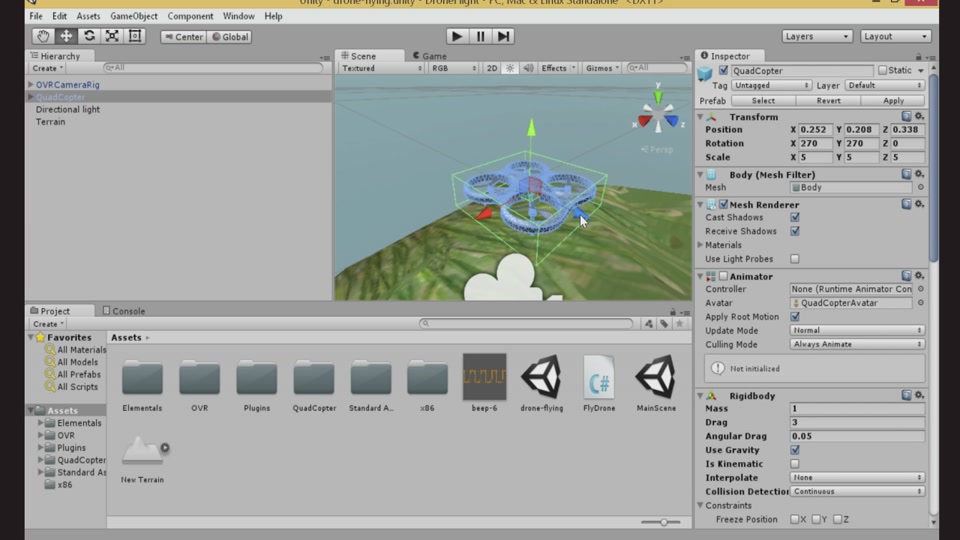 Unity - drone-flying.unity - DroneFlight - PC, Mac & Linux Standalone* <DX11>
File Edit Assets GameObject Component Window Help
Center Global Layers Layout
Hierarchy
Create All
OVRCameraRig
QuadCopter
Directional light
Terrain
Scene Game
Textured RGB 2D Effects Gizmos All
y
x z
Persp
Inspector
QuadCopter Static
Tag Untagged Layer Default
Prefab Select Revert Apply
Transform
Position X 0.252 Y 0.208 Z 0.338
Rotation X 270 Y 270 Z 0
Scale X 5 Y 5 Z 5
Body (Mesh Filter)
Mesh Body
Mesh Renderer
Cast Shadows
Receive Shadows
Materials
Use Light Probes
Animator
Controller None (Runtime Animator Con
Avatar QuadCopterAvatar
Apply Root Motion
Update Mode Normal
Culling Mode Always Animate
Not initialized
Rigidbody
Mass 1
Drag 3
Angular Drag 0.05
Use Gravity
Is Kinematic
Interpolate None
Collision Detection Continuous
Constraints
Freeze Position X Y Z
Project Console
Create
Favorites
All Materials
All Models
All Prefabs
All Scripts
Assets
Elementals
OVR
Plugins
QuadCopter
Standard As
x86
Assets
Elementals OVR Plugins QuadCopter Standard A... x86 beep-6 drone-flying C# FlyDrone MainScene
New Terrain